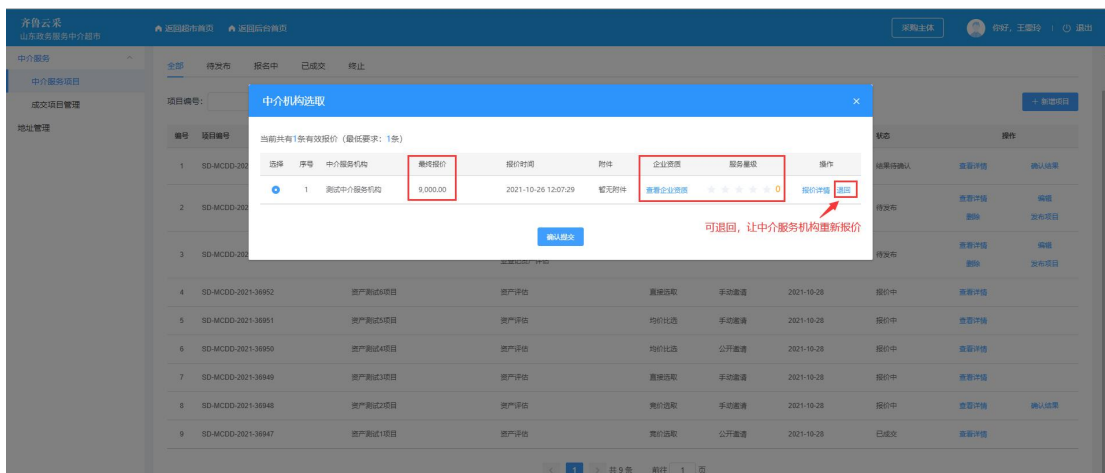 齐鲁云采
山东政务服务中介超市
返回超市首页 返回后台首页
采购主体 你好, 王雪玲 退出
中介服务
中介服务项目
成交项目管理
地址管理
全部 待发布 报名中 已成交 终止
项目编号:
+ 新增项目
编号 项目编号 状态 操作
中介机构选取 ×
当前共有1条有效报价 (最低要求: 1条)
选择 序号 中介服务机构 最终报价 报价时间 附件 企业资质 服务星级 操作
1 测试中介服务机构 9,000.00 2021-10-26 12:07:29 暂无附件 查看企业资质 0 报价详情 退回
可退回, 让中介服务机构重新报价
确认提交
1 SD-MCDD-202 结果待确认 查看详情 确认结果
2 SD-MCDD-202 待发布 查看详情 编辑
删除 发布项目
3 SD-MCDD-202 待发布 查看详情 编辑
删除 发布项目
4 SD-MCDD-2021-36952 资产测试6项目 资产评估 直接选取 手动邀请 2021-10-28 报价中 查看详情
5 SD-MCDD-2021-36951 资产测试5项目 资产评估 均价比选 手动邀请 2021-10-28 报价中 查看详情
6 SD-MCDD-2021-36950 资产测试4项目 资产评估 均价比选 公开邀请 2021-10-28 报价中 查看详情
7 SD-MCDD-2021-36949 资产测试3项目 资产评估 直接选取 手动邀请 2021-10-28 报价中 查看详情
8 SD-MCDD-2021-36948 资产测试2项目 资产评估 竞价选取 手动邀请 2021-10-28 报价中 查看详情 确认结果
9 SD-MCDD-2021-36947 资产测试1项目 资产评估 竞价选取 公开邀请 2021-10-28 已成交 查看详情
< 1 > 共 9 条 前往 1 页